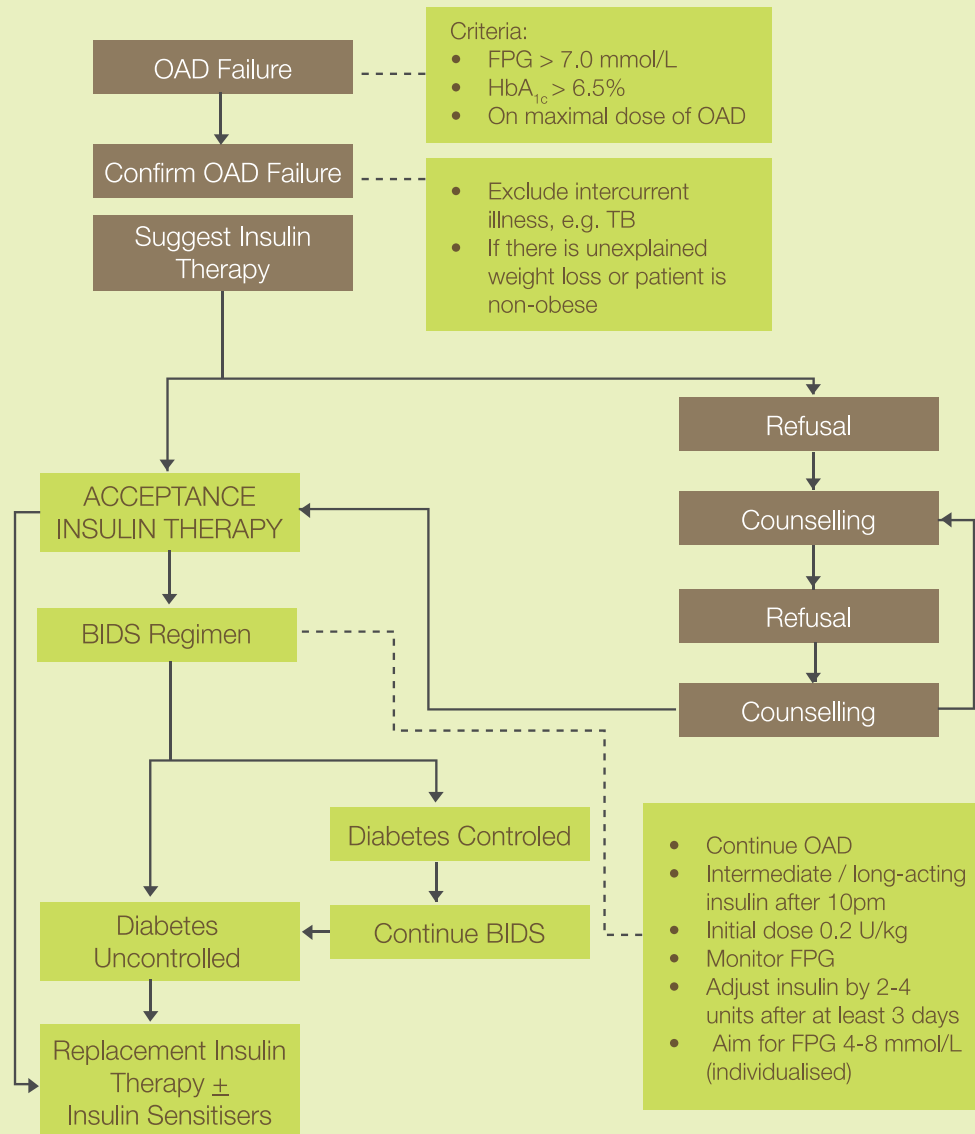 OAD Failure
Criteria:
• FPG > 7.0 mmol/L
• HbA1c > 6.5%
• On maximal dose of OAD
Confirm OAD Failure
• Exclude intercurrent
illness, e.g. TB
• If there is unexplained
weight loss or patient is
non-obese
Suggest Insulin
Therapy
Refusal
Counselling
Refusal
Counselling
ACCEPTANCE
INSULIN THERAPY
BIDS Regimen
Diabetes Controled
Continue BIDS
Diabetes
Uncontrolled
Replacement Insulin
Therapy ±
Insulin Sensitisers
• Continue OAD
• Intermediate / long-acting
insulin after 10pm
• Initial dose 0.2 U/kg
• Monitor FPG
• Adjust insulin by 2-4
units after at least 3 days
• Aim for FPG 4-8 mmol/L
(individualised)